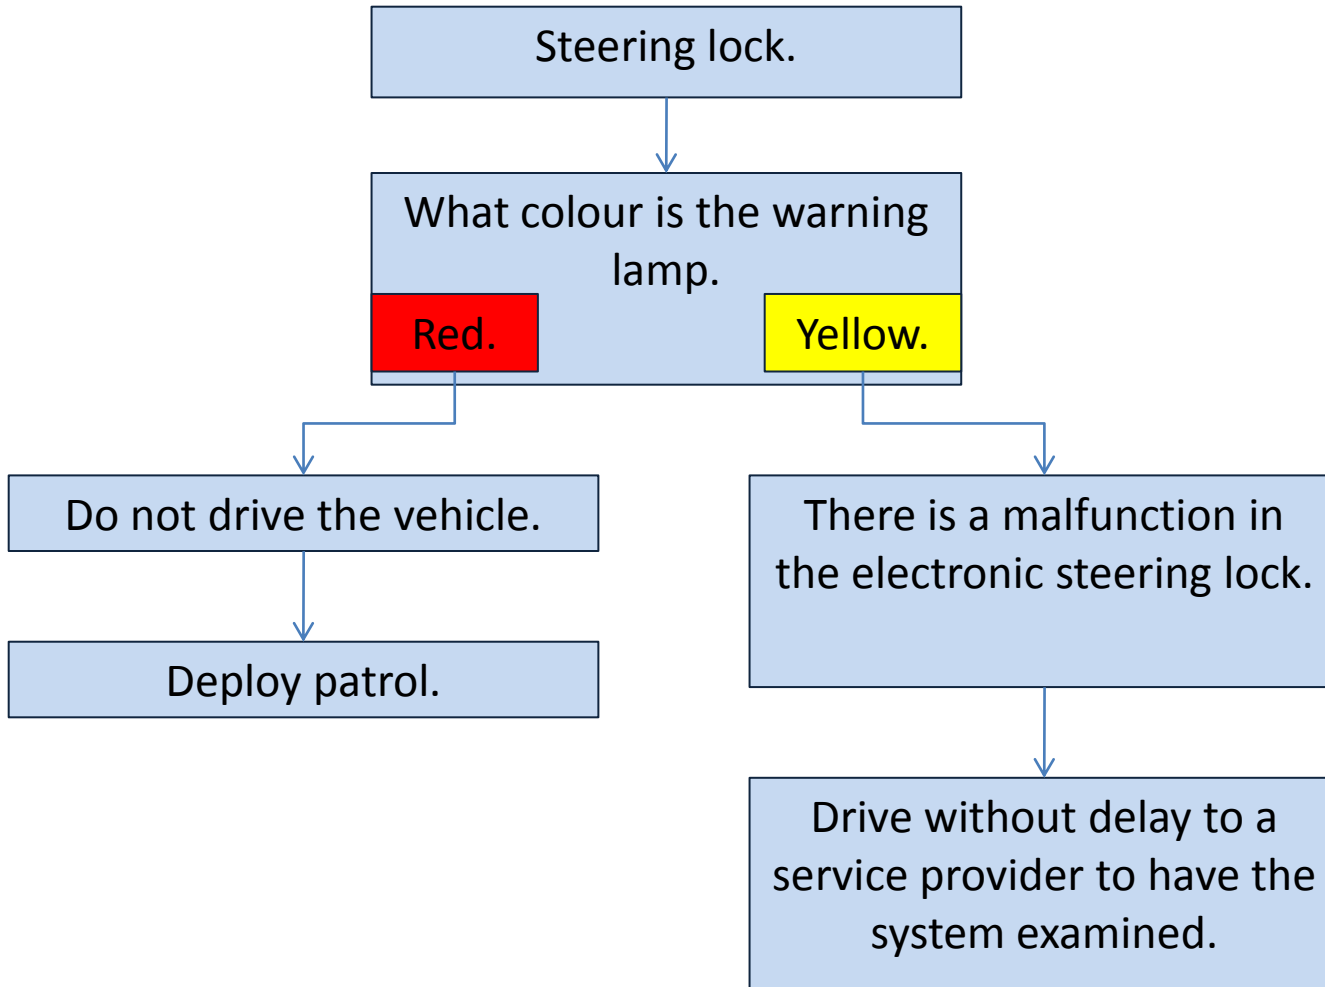 Steering lock.
What colour is the warning
lamp.
Red.
Yellow.
Do not drive the vehicle.
Deploy patrol.
There is a malfunction in
the electronic steering lock.
Drive without delay to a
service provider to have the
system examined.